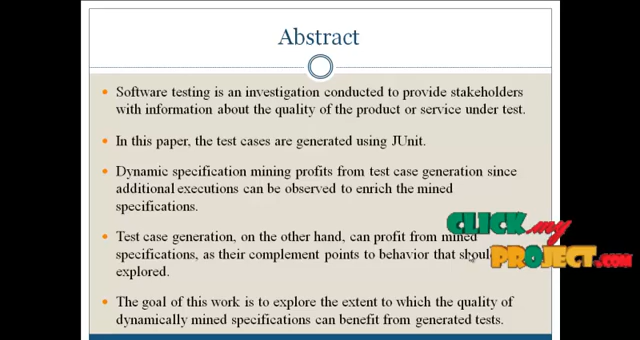 Abstract
Software testing is an investigation conducted to provide stakeholders
with information about the quality of the product or service under test.
In this paper, the test cases are generated using JUnit.
Dynamic specification mining profits from test case generation since
additional executions can be observed to enrich the mined
specifications.
Test case generation, on the other hand, can profit from mined
specifications, as their complement points to behavior that should
explored.
The goal of this work is to explore the extent to which the quality of
dynamically mined specifications can benefit from generated tests.
CLICK my
PROJECT.COM